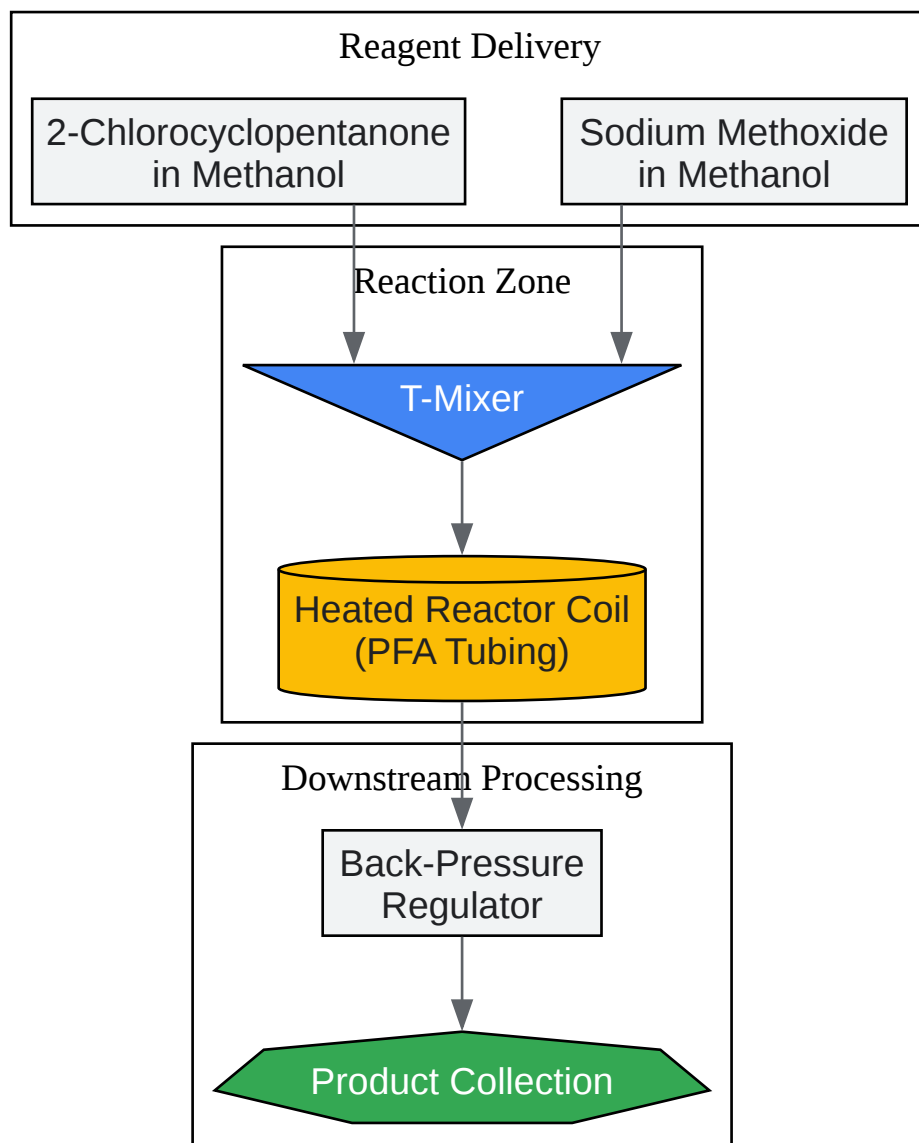 Reagent Delivery
2-Chlorocyclopentanone
in Methanol
Sodium Methoxide
in Methanol
Reaction Zone
T-Mixer
Heated Reactor Coil
(PFA Tubing)
Downstream Processing
Back-Pressure
Regulator
Product Collection